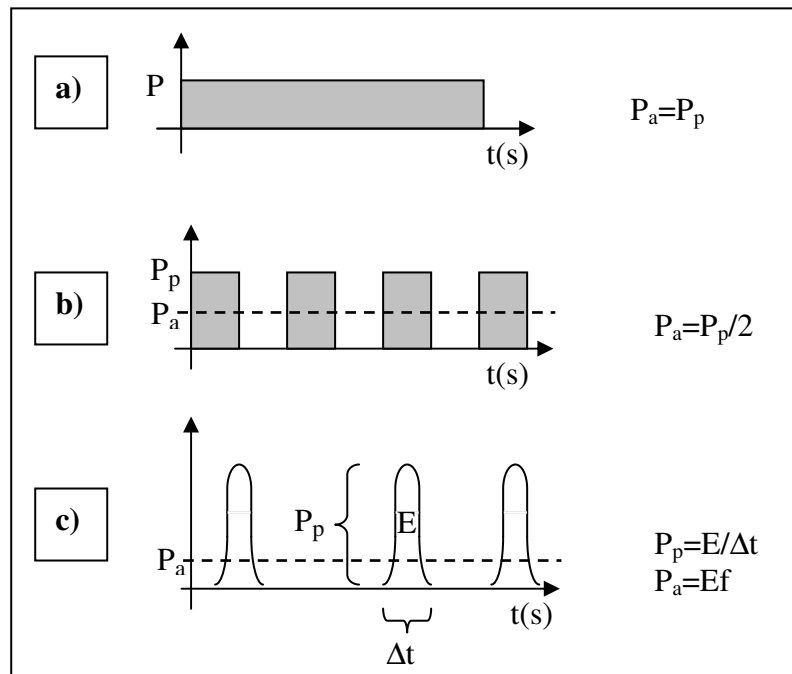 a)
P
t(s)
Pₐ=Pₚ
b)
Pₚ
Pₐ
t(s)
Pₐ=Pₚ/2
c)
Pₚ
E
Pₐ
t(s)
Δt
Pₚ=E/Δt
Pₐ=Ef